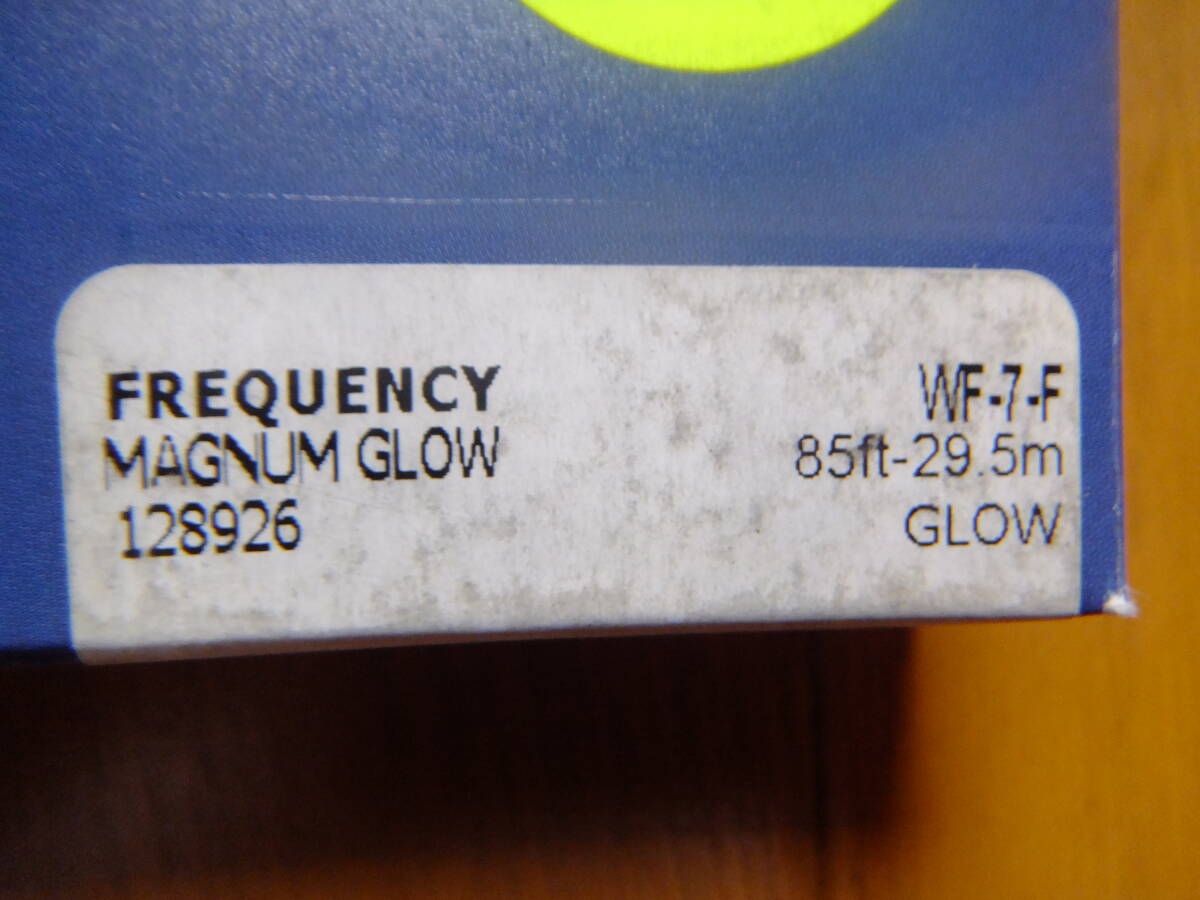 FREQUENCY
MAGNUM GLOW
128926
WF-7-F
85ft-29.5m
GLOW